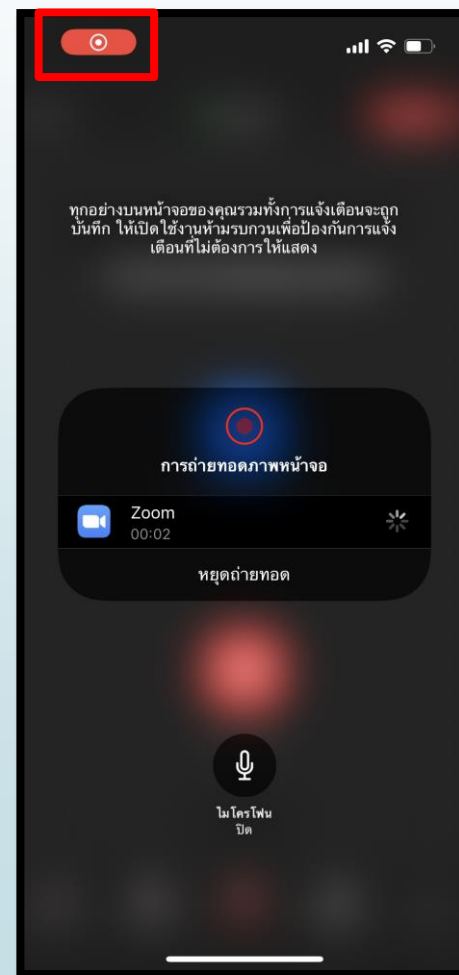 ทุกอย่างบนหน้าจอของคุณรวมทั้งการแจ้งเตือนจะถูก
บันทึก ให้เปิดใช้งานห้ามรบกวนเพื่อป้องกันการแจ้ง
เตือนที่ไม่ต้องการให้แสดง
การถ่ายทอดภาพหน้าจอ
Zoom
00:02
หยุดถ่ายทอด
ไมโครโฟน
ปิด